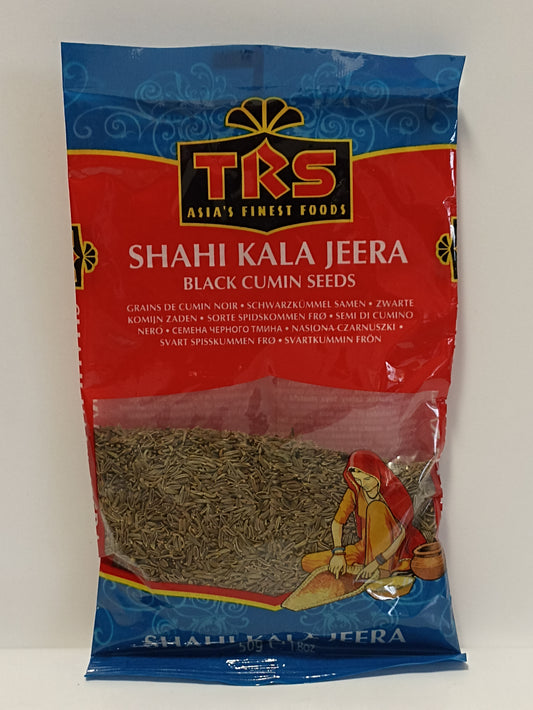 TRS
ASIA'S FINEST FOODS
SHAHI KALA JEERA
BLACK CUMIN SEEDS
GRAINS DE CUMIN NOIR • SCHWARZKÜMMEL SAMEN • ZWARTE
KOMIJN ZADEN • SORTE SPIDSKOMMEN FRØ • SEMI DI CUMINO
NERO • СЕМЕНА ЧЕРНОГО ТМИНА • NASIONA CZARNUSZKI •
SVART SPISSKUMMEN FRØ • SVARTKUMMIN FRÖN
SHAHI KALA JEERA
50g ℮ 1.8oz